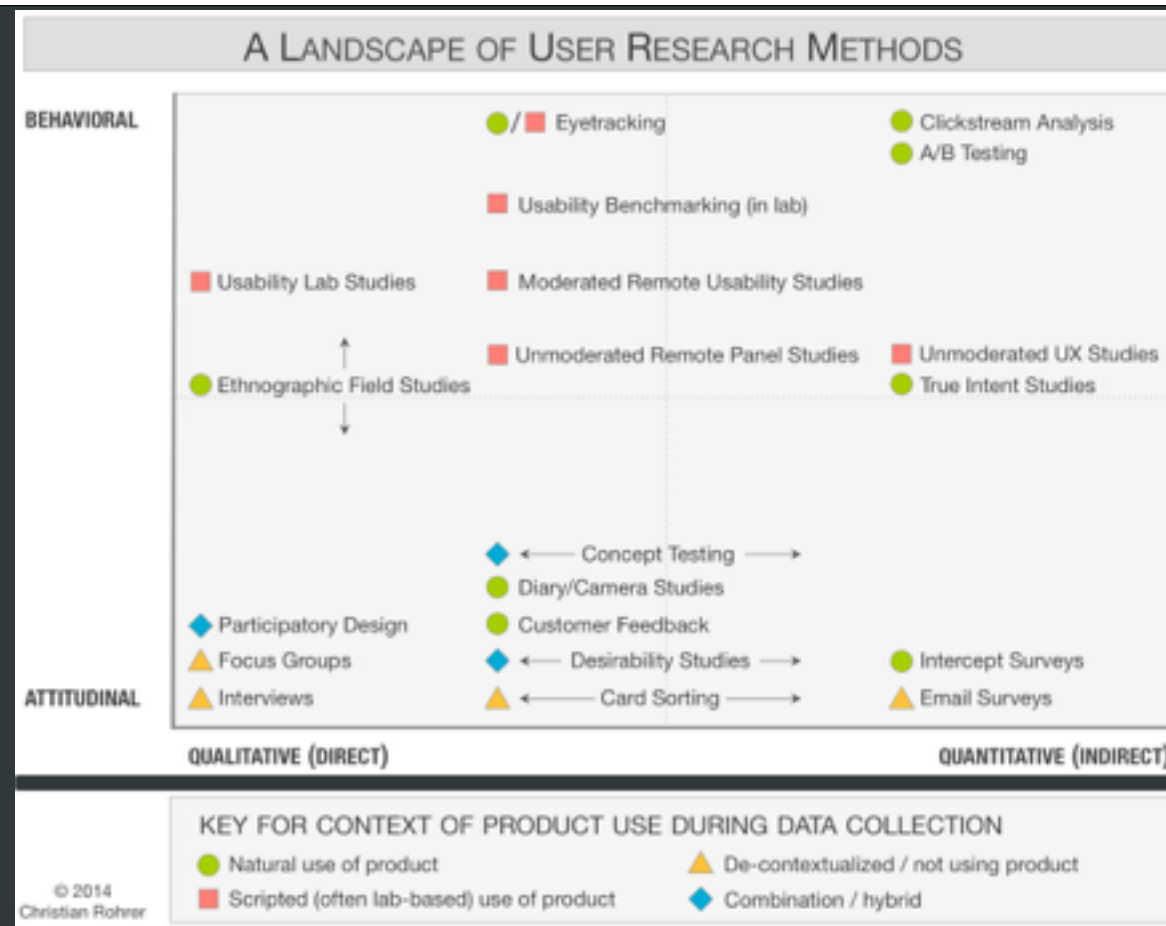 A LANDSCAPE OF USER RESEARCH METHODS
BEHAVIORAL
/ Eyetracking
Clickstream Analysis
A/B Testing
Usability Benchmarking (in lab)
Usability Lab Studies
Moderated Remote Usability Studies
Unmoderated Remote Panel Studies
Unmoderated UX Studies
Ethnographic Field Studies
True Intent Studies
Concept Testing
Diary/Camera Studies
Participatory Design
Customer Feedback
Focus Groups
Desirability Studies
Intercept Surveys
ATTITUDINAL
Interviews
Card Sorting
Email Surveys
QUALITATIVE (DIRECT)
QUANTITATIVE (INDIRECT)
KEY FOR CONTEXT OF PRODUCT USE DURING DATA COLLECTION
Natural use of product
De-contextualized / not using product
Scripted (often lab-based) use of product
Combination / hybrid
© 2014
Christian Rohrer